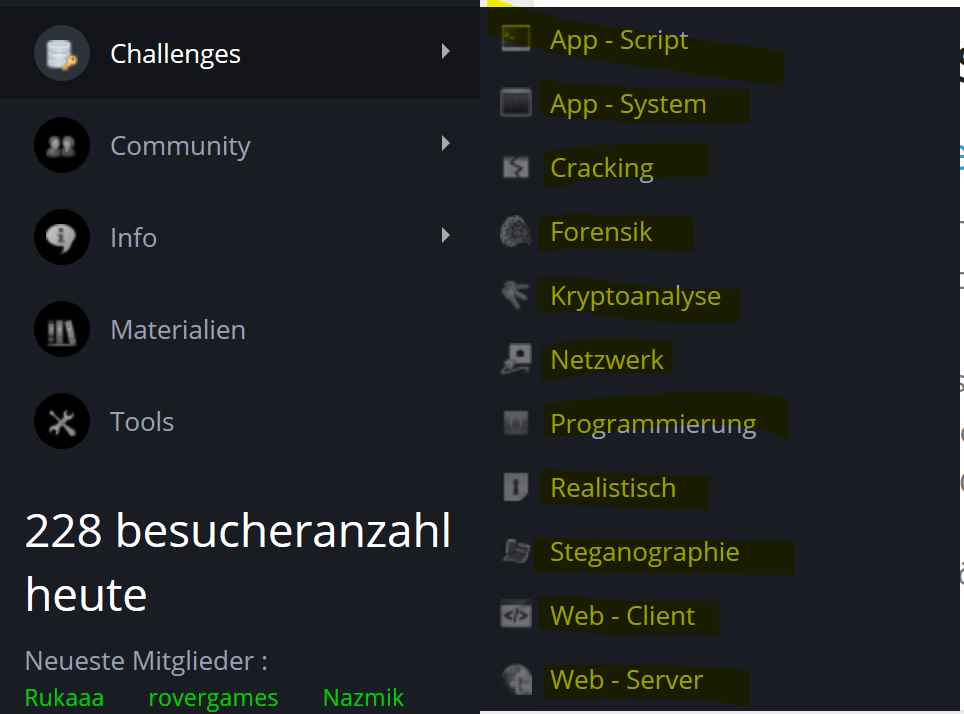 Challenges
Community
Info
Materialien
Tools
228 besucheranzahl
heute
Neueste Mitglieder :
Rukaaa rovergames Nazmik
App - Script
App - System
Cracking
Forensik
Kryptoanalyse
Netzwerk
Programmierung
Realistisch
Steganographie
Web - Client
Web - Server